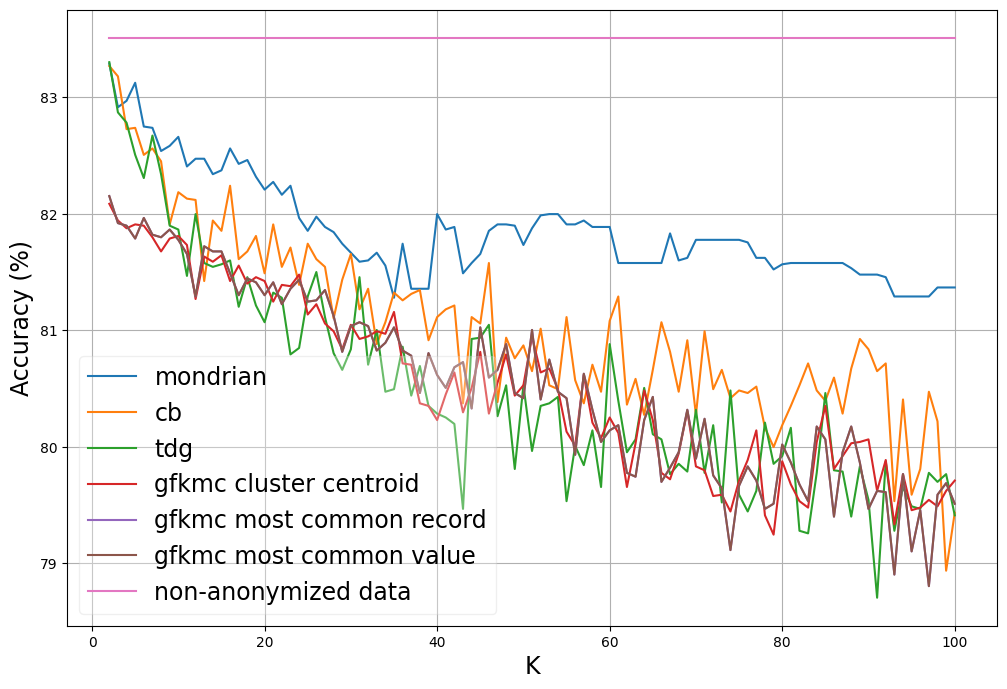 83
82
81
80
79
Accuracy (%)
mondrian
cb
tdg
gfkmc cluster centroid
gfkmc most common record
gfkmc most common value
non-anonymized data
0 20 40 60 80 100
K